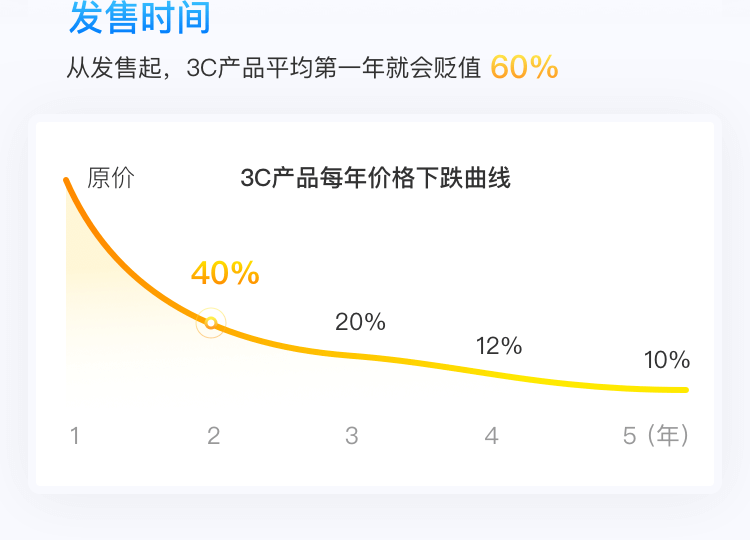 发售时间
从发售起，3C产品平均第一年就会贬值 60%
原价
3C产品每年价格下跌曲线
40%
20%
12%
10%
1 2 3 4 5（年）